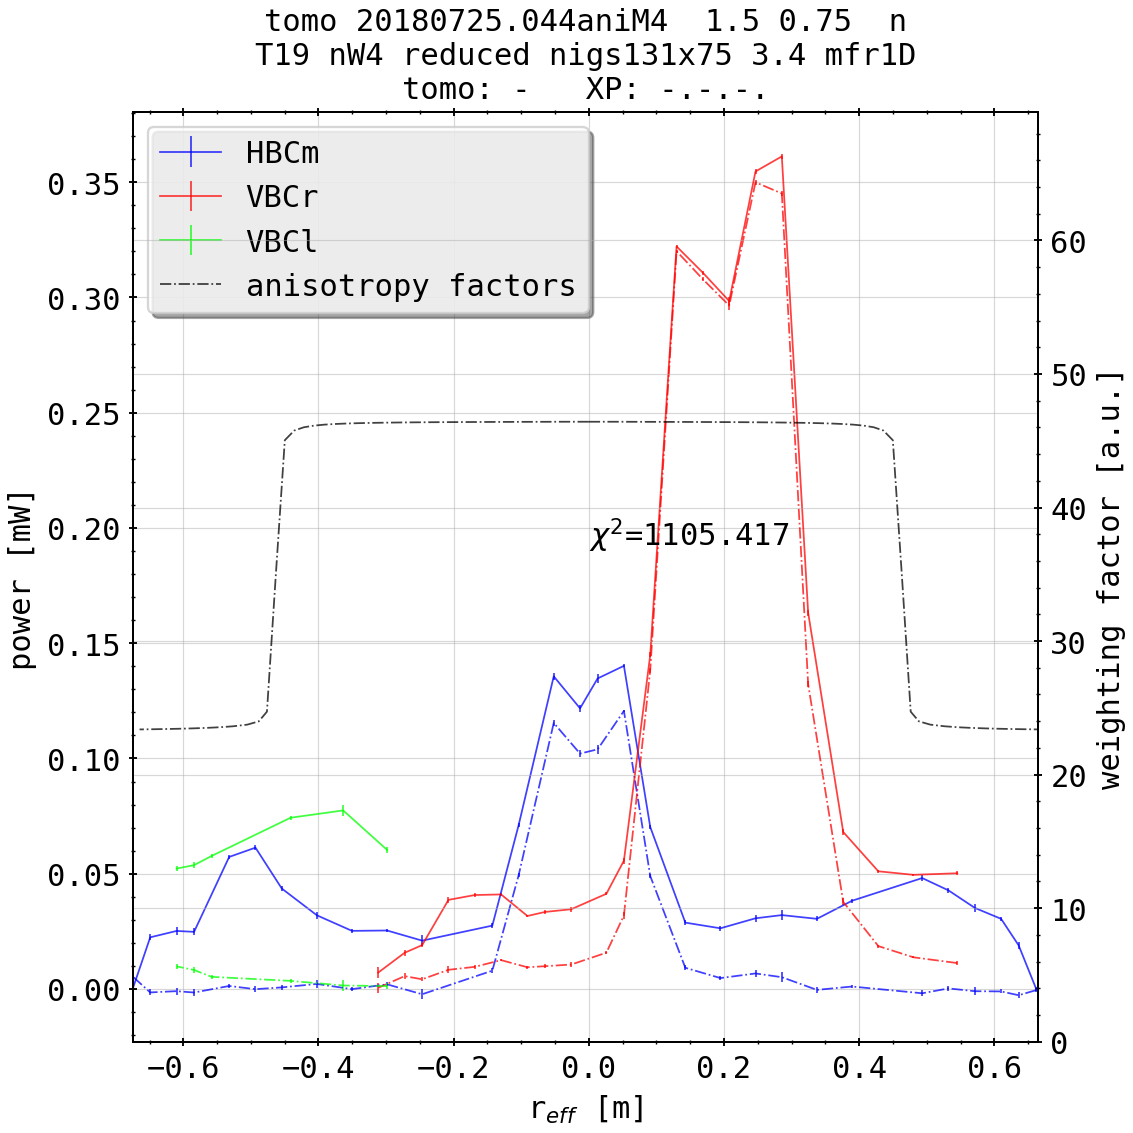 tomo 20180725.044aniM4  1.5 0.75  n
T19 nW4 reduced nigs131x75 3.4 mfr1D
tomo: -   XP: -.-.-.
HBCm
VBCr
VBCl
anisotropy factors
0.35
0.30
0.25
0.20
0.15
0.10
0.05
0.00
power [mW]
χ²=1105.417
60
50
40
30
20
10
0
weighting factor [a.u.]
−0.6 −0.4 −0.2 0.0 0.2 0.4 0.6
r_eff [m]